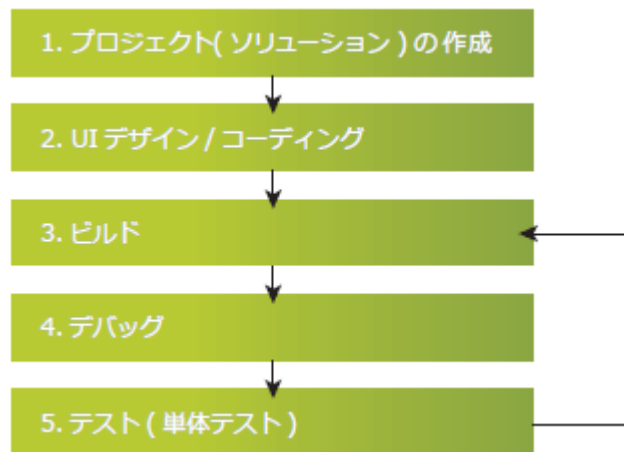 1. プロジェクト( ソリューション ) の作成
2. UI デザイン / コーディング
3. ビルド
4. デバッグ
5. テスト ( 単体テスト )